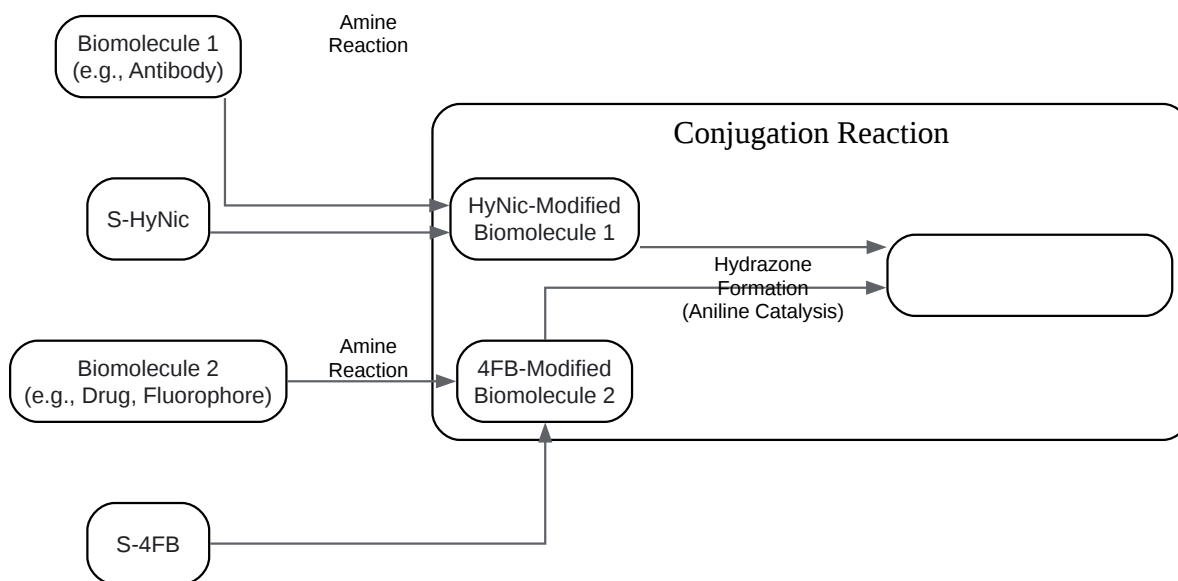 Amine
Reaction
Biomolecule 1
(e.g., Antibody)
Conjugation Reaction
S-HyNic
HyNic-Modified
Biomolecule 1
Hydrazone
Formation
(Aniline Catalysis)
Biomolecule 2
(e.g., Drug, Fluorophore)
Amine
Reaction
4FB-Modified
Biomolecule 2
S-4FB